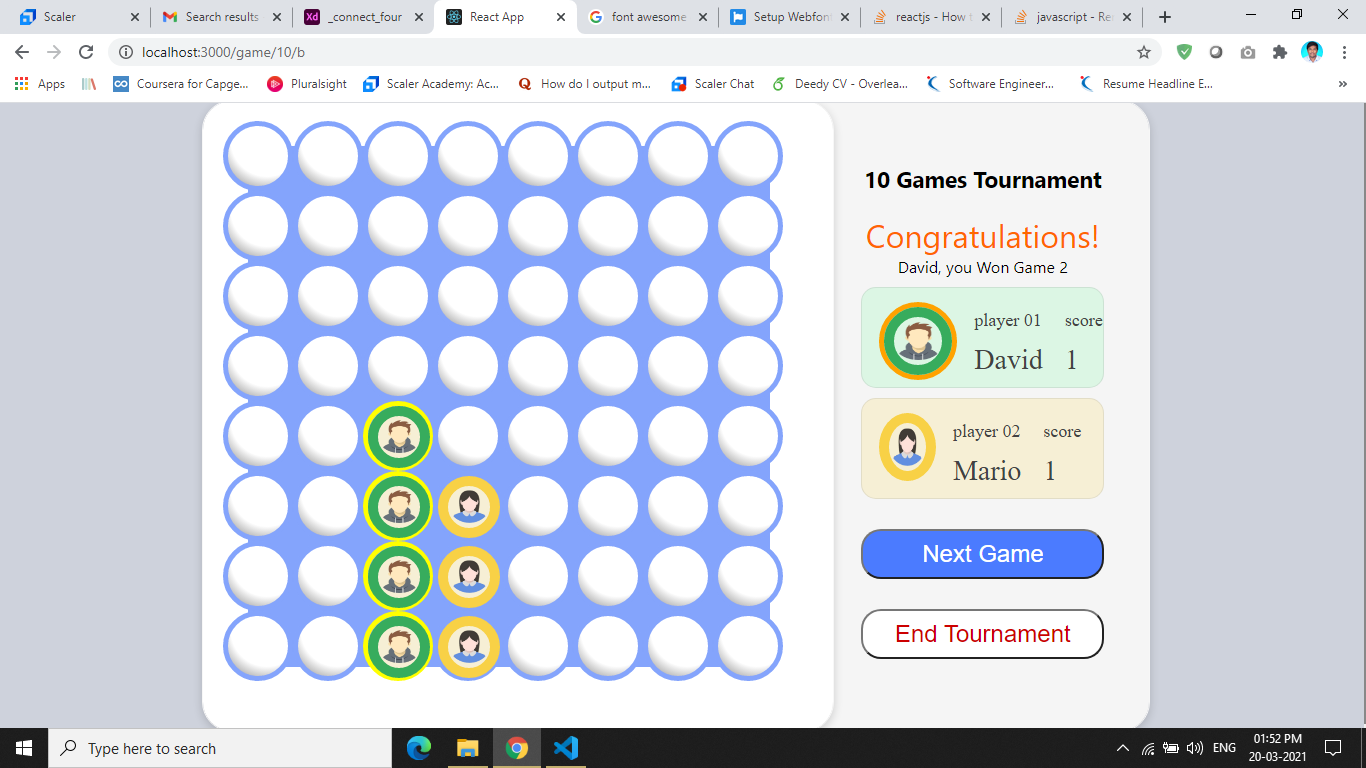 Scaler
Search results
Xd
_connect_four
React App
G
font awesome
Setup Webfon
reactjs - How t
javascript - Re
localhost:3000/game/10/b
Apps
Coursera for Capge...
Pluralsight
Scaler Academy: Ac...
Q
How do I output m...
Scaler Chat
Deedy CV - Overlea...
Software Engineer...
Resume Headline E...
»
10 Games Tournament
Congratulations!
David, you Won Game 2
player 01 score
David 1
player 02 score
Mario 1
Next Game
End Tournament
Type here to search
ENG
01:52 PM
20-03-2021